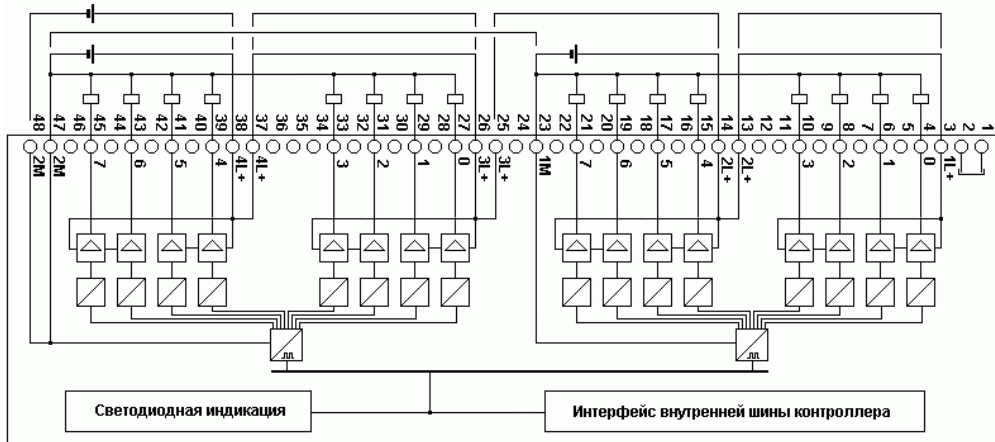 48 47 46 45 44 43 42 41 40 39 38 37 36 35 34 33 32 31 30 29 28 27 26 25 24 23 22 21 20 19 18 17 16 15 14 13 12 11 10 9 8 7 6 5 4 3 2 1
2M 2M 7 6 5 4 4L+ 4L+ 3 2 1 0 3L+ 3L+ 1M 7 6 5 4 2L+ 2L+ 3 2 1 0 1L+
Светодиодная индикация
Интерфейс внутренней шины контроллера